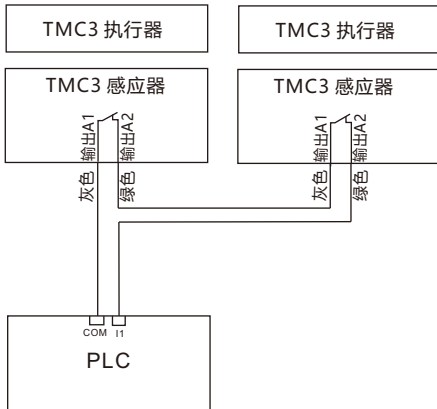 TMC3 执行器
TMC3 执行器
TMC3 感应器
TMC3 感应器
输出A1
输出A2
输出A1
输出A2
灰色
绿色
灰色
绿色
COM
I1
PLC